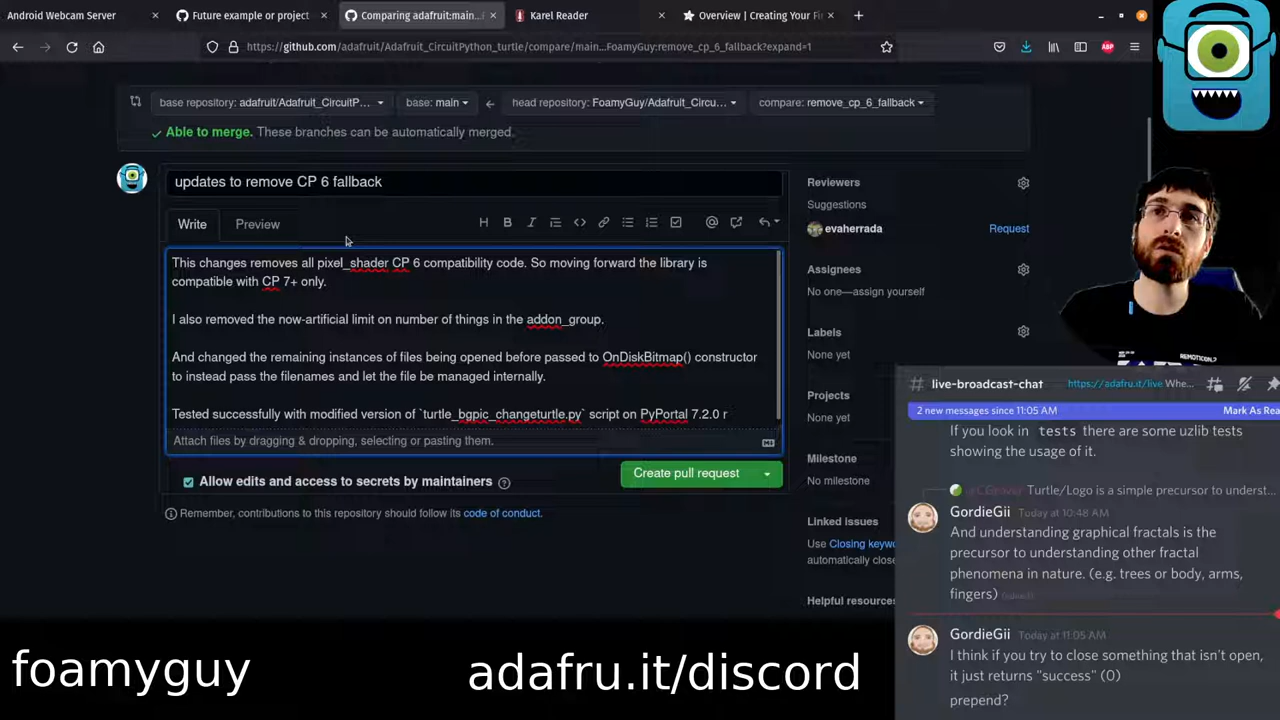 Android Webcam Server
Future example or project
Comparing adafruit:main...F
Karel Reader
Overview | Creating Your Fi
https://github.com/adafruit/Adafruit_CircuitPython_turtle/compare/main...FoamyGuy:remove_cp_6_fallback?expand=1
ABP
base repository: adafruit/Adafruit_CircuitP...
base: main
head repository: FoamyGuy/Adafruit_Circu...
compare: remove_cp_6_fallback
Able to merge. These branches can be automatically merged.
updates to remove CP 6 fallback
Write
Preview
This changes removes all pixel_shader CP 6 compatibility code. So moving forward the library is
compatible with CP 7+ only.
I also removed the now-artificial limit on number of things in the addon_group.
And changed the remaining instances of files being opened before passed to OnDiskBitmap() constructor
to instead pass the filenames and let the file be managed internally.
Tested successfully with modified version of `turtle_bgpic_changeturtle.py` script on PyPortal 7.2.0 r
Attach files by dragging & dropping, selecting or pasting them.
Allow edits and access to secrets by maintainers
Create pull request
Remember, contributions to this repository should follow its code of conduct.
Reviewers
Suggestions
evaherrada
Request
Assignees
No one—assign yourself
Labels
None yet
Projects
None yet
Milestone
No milestone
Linked issues
Use Closing keywo
automatically close
Helpful resources
REMOTICON.?
live-broadcast-chat
https://adafru.it/live Whe...
2 new messages since 11:05 AM
Mark As Rea
If you look in tests there are some uzlib tests
showing the usage of it.
Turtle/Logo is a simple precursor to underst...
GordieGii Today at 10:48 AM
And understanding graphical fractals is the
precursor to understanding other fractal
phenomena in nature. (e.g. trees or body, arms,
fingers) (edited)
GordieGii Today at 11:05 AM
I think if you try to close something that isn't open,
it just returns "success" (0)
prepend?
foamyguy
adafru.it/discord